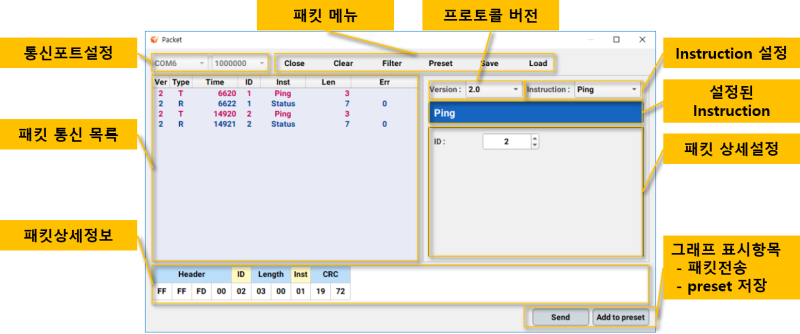 패킷 메뉴
프로토콜 버전
통신포트설정
Instruction 설정
설정된
Instruction
패킷 통신 목록
패킷 상세설정
패킷상세정보
그래프 표시항목
- 패킷전송
- preset 저장
Packet
COM6 1000000 Close Clear Filter Preset Save Load
Ver Type Time ID Inst Len Err
2 T 6620 1 Ping 3
2 R 6622 1 Status 7 0
2 T 14920 2 Ping 3
2 R 14921 2 Status 7 0
Version : 2.0 Instruction : Ping
Ping
ID : 2
Header ID Length Inst CRC
FF FF FD 00 02 03 00 01 19 72
Send Add to preset